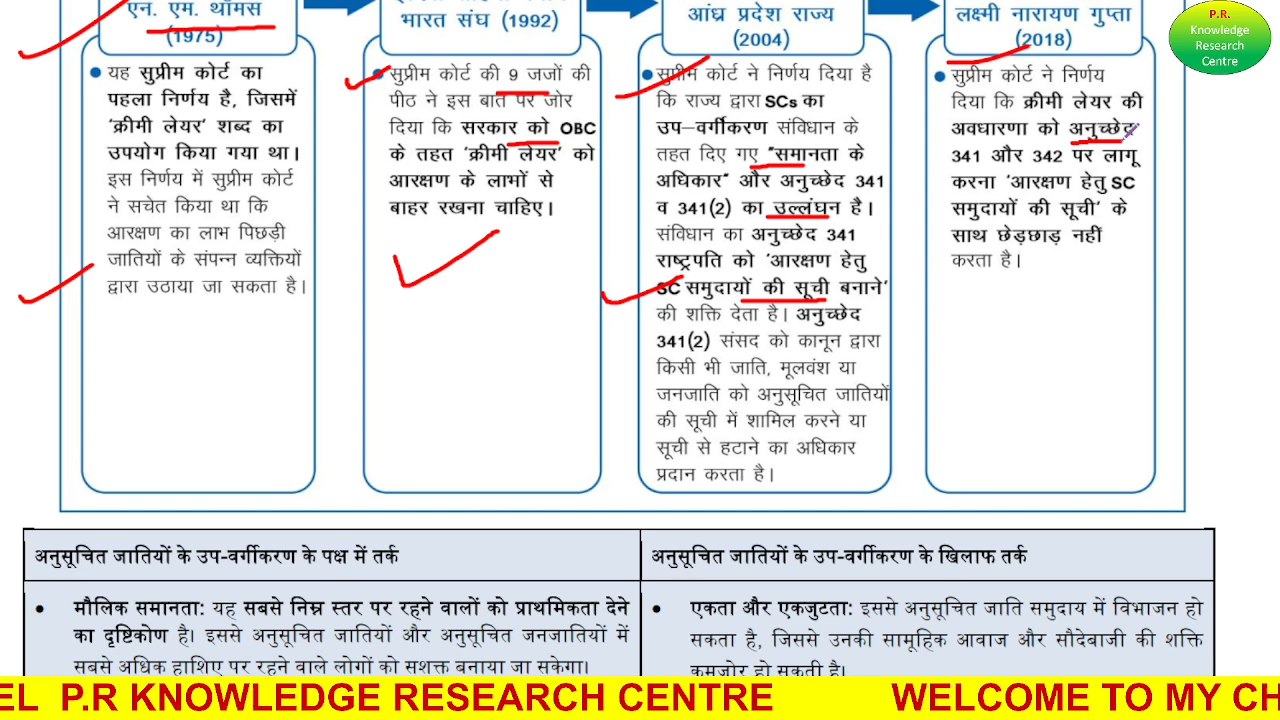 एन. एम. थॉमस
(1975)
यह सुप्रीम कोर्ट का
पहला निर्णय है, जिसमें
'क्रीमी लेयर' शब्द का
उपयोग किया गया था।
इस निर्णय में सुप्रीम कोर्ट
ने सचेत किया था कि
आरक्षण का लाभ पिछड़ी
जातियों के संपन्न व्यक्तियों
द्वारा उठाया जा सकता है।
भारत संघ (1992)
सुप्रीम कोर्ट की 9 जजों की
पीठ ने इस बात पर जोर
दिया कि सरकार को OBC
के तहत 'क्रीमी लेयर' को
आरक्षण के लाभों से
बाहर रखना चाहिए।
आंध्र प्रदेश राज्य
(2004)
सुप्रीम कोर्ट ने निर्णय दिया है
कि राज्य द्वारा SCs का
उप–वर्गीकरण संविधान के
तहत दिए गए "समानता के
अधिकार" और अनुच्छेद 341
व 341(2) का उल्लंघन है।
संविधान का अनुच्छेद 341
राष्ट्रपति को 'आरक्षण हेतु
SC समुदायों की सूची बनाने'
की शक्ति देता है। अनुच्छेद
341(2) संसद को कानून द्वारा
किसी भी जाति, मूलवंश या
जनजाति को अनुसूचित जातियों
की सूची में शामिल करने या
सूची से हटाने का अधिकार
प्रदान करता है।
लक्ष्मी नारायण गुप्ता
(2018)
सुप्रीम कोर्ट ने निर्णय
दिया कि क्रीमी लेयर की
अवधारणा को अनुच्छेद
341 और 342 पर लागू
करना 'आरक्षण हेतु SC
समुदायों की सूची' के
साथ छेड़छाड़ नहीं
करता है।
P.R.
Knowledge
Research
Centre
अनुसूचित जातियों के उप-वर्गीकरण के पक्ष में तर्क
मौलिक समानता: यह सबसे निम्न स्तर पर रहने वालों को प्राथमिकता देने
का दृष्टिकोण है। इससे अनुसूचित जातियों और अनुसूचित जनजातियों में
सबसे अधिक हाशिए पर रहने वाले लोगों को सशक्त बनाया जा सकेगा।
अनुसूचित जातियों के उप-वर्गीकरण के खिलाफ तर्क
एकता और एकजुटता: इससे अनुसूचित जाति समुदाय में विभाजन हो
सकता है, जिससे उनकी सामूहिक आवाज और सौदेबाजी की शक्ति
कमजोर हो सकती है।
EL P.R KNOWLEDGE RESEARCH CENTRE WELCOME TO MY CH